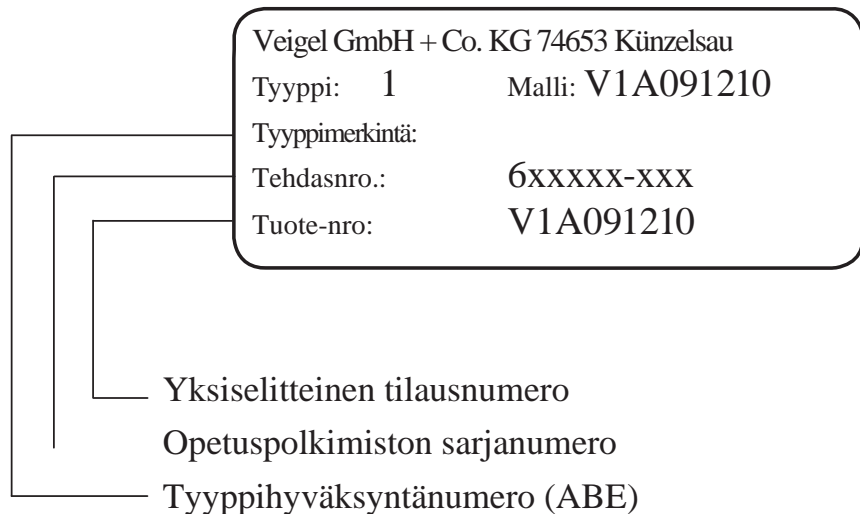 Veigel GmbH + Co. KG 74653 Künzelsau
Tyyppi: 1 Malli: V1A091210
Tyyppimerkintä:
Tehdasnro.: 6xxxxx-xxx
Tuote-nro: V1A091210
Yksiselitteinen tilausnumero
Opetuspolkimiston sarjanumero
Tyyppihyväksyntänumero (ABE)